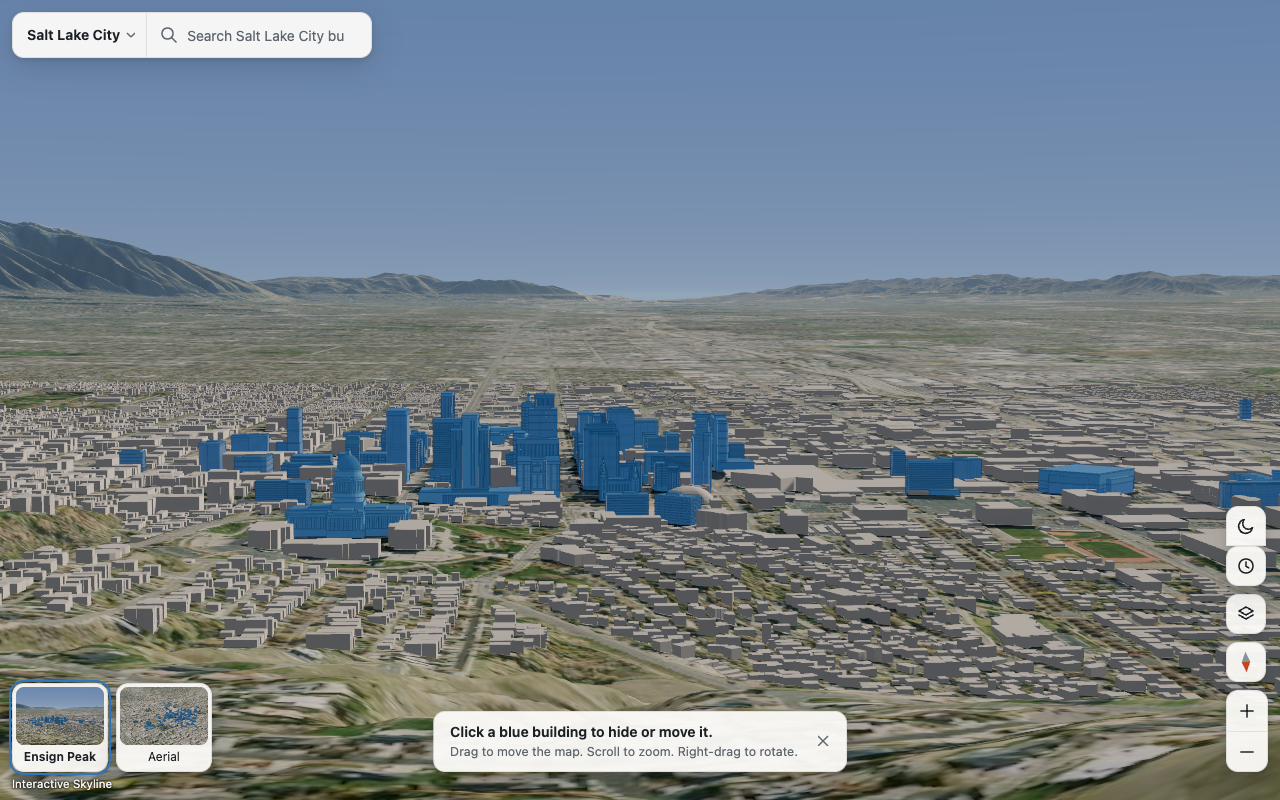 Salt Lake City
Search Salt Lake City bu
Click a blue building to hide or move it.
Drag to move the map. Scroll to zoom. Right-drag to rotate.
Ensign Peak
Aerial
Interactive Skyline